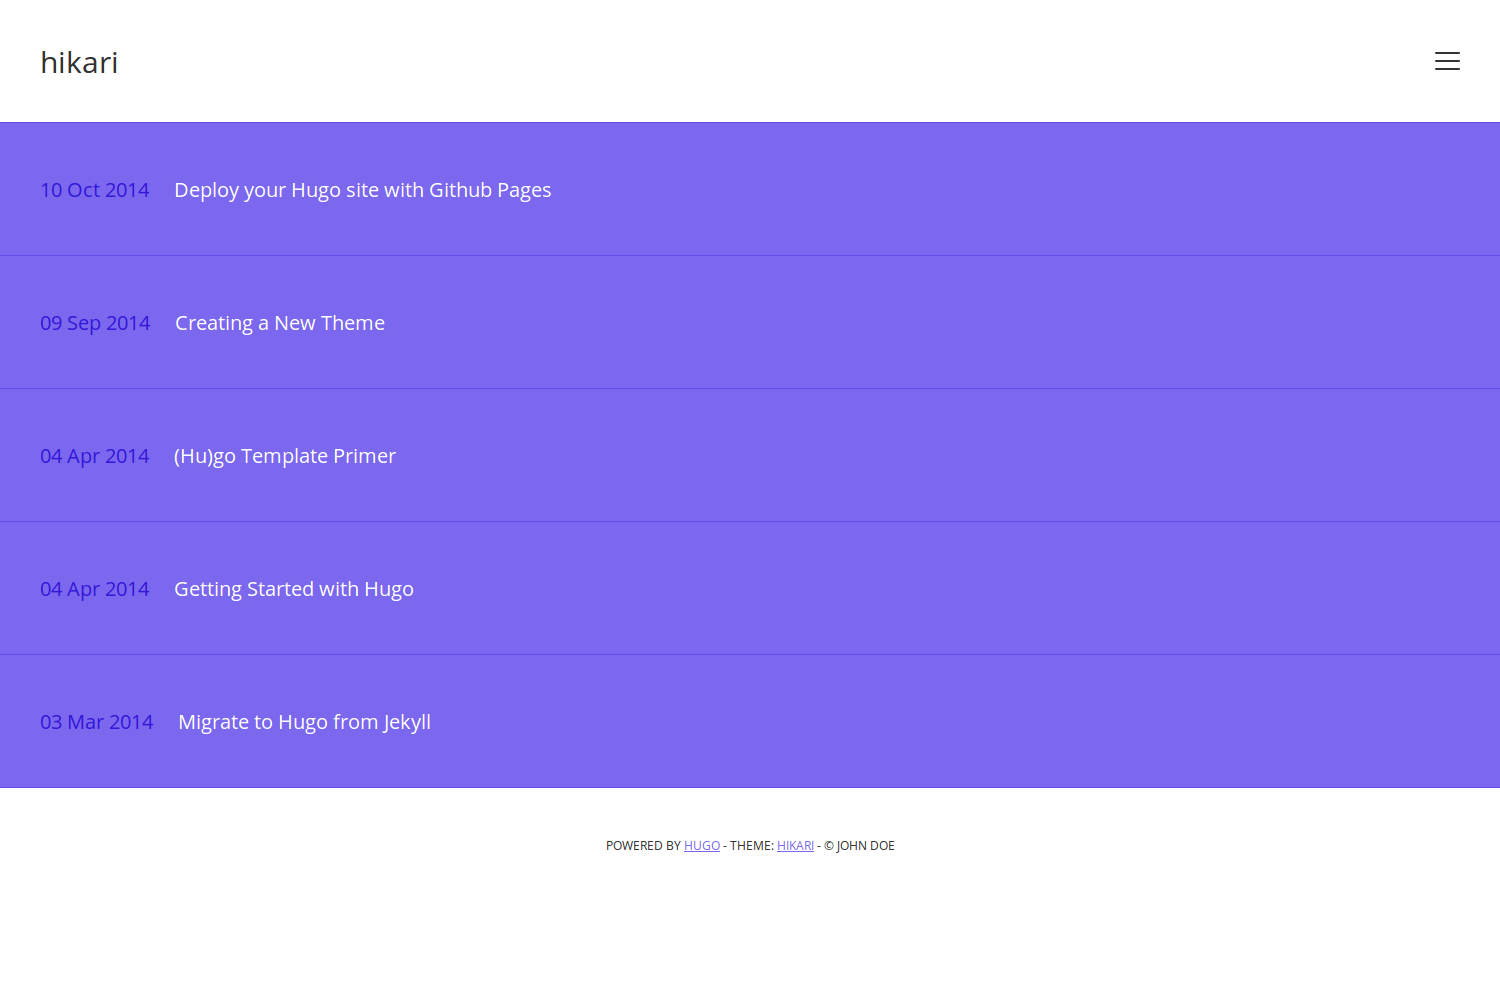 hikari
10 Oct 2014 Deploy your Hugo site with Github Pages
09 Sep 2014 Creating a New Theme
04 Apr 2014 (Hu)go Template Primer
04 Apr 2014 Getting Started with Hugo
03 Mar 2014 Migrate to Hugo from Jekyll
POWERED BY HUGO - THEME: HIKARI - © JOHN DOE